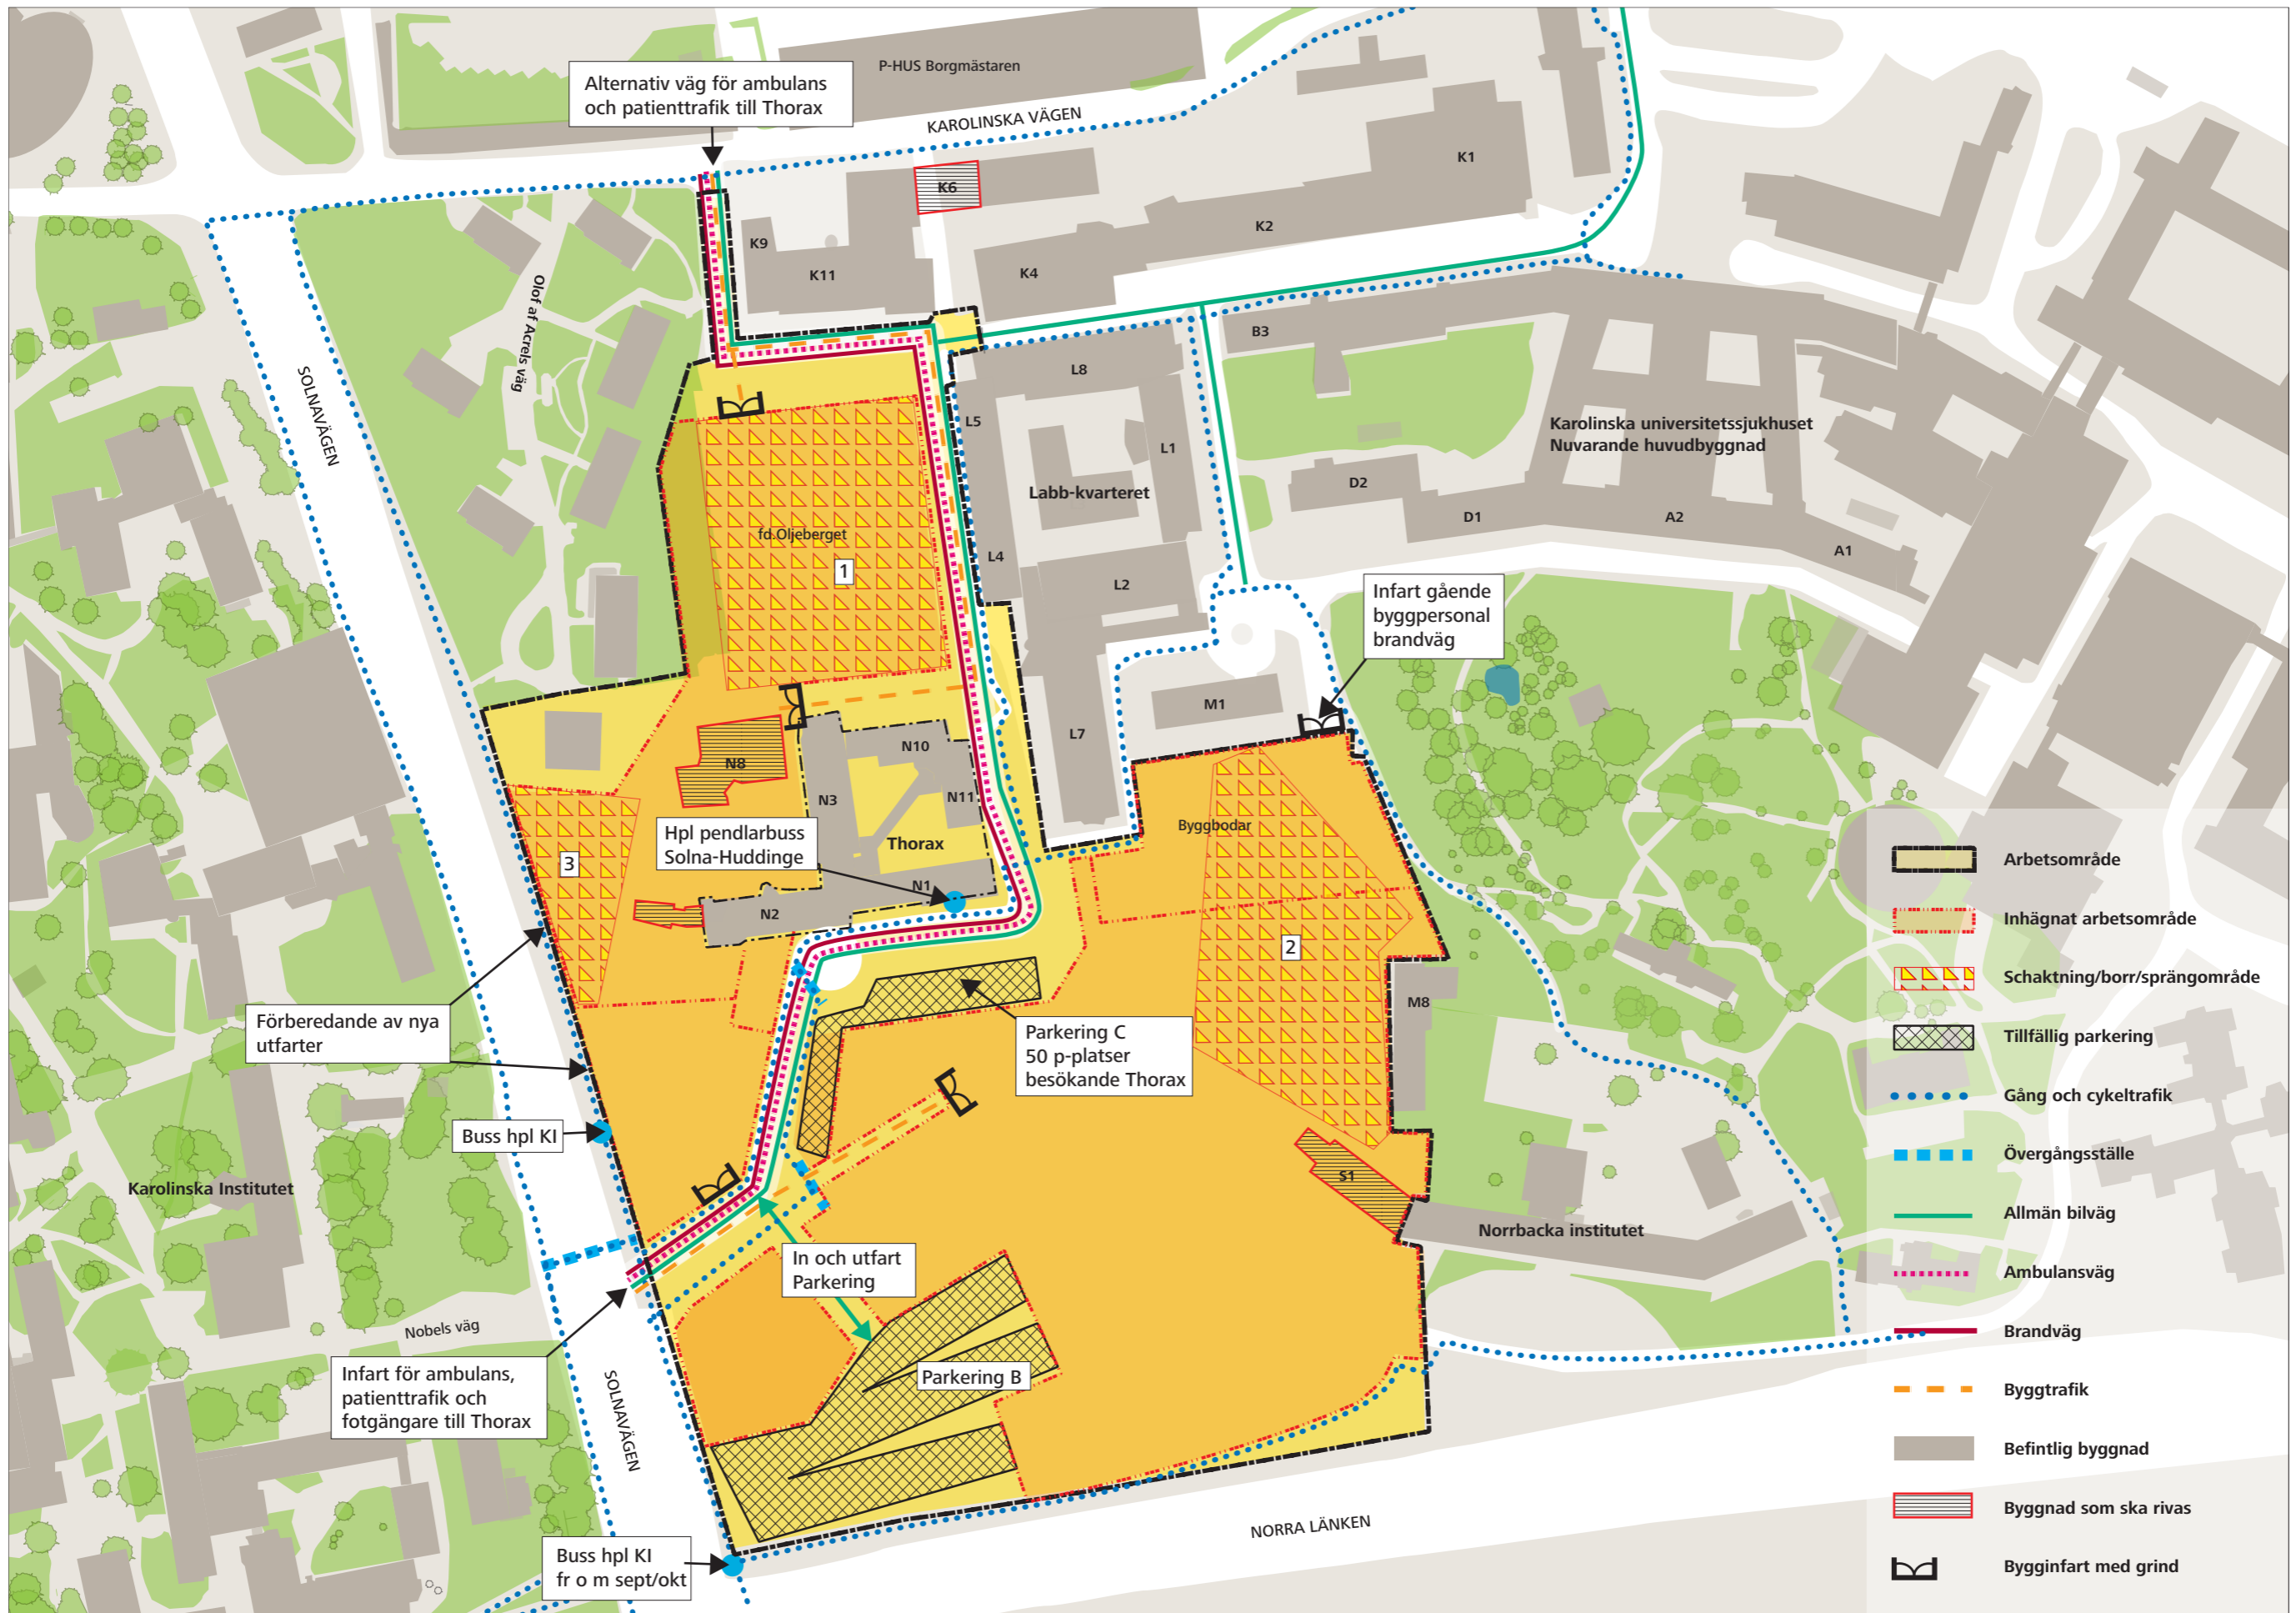 P-HUS Borgmästaren
Alternativ väg för ambulans
och patienttrafik till Thorax
KAROLINSKA VÄGEN
K1
K6
K9
K11
K4
K2
Olof af Acrels väg
SOLNAVÄGEN
B3
L8
L5
L1
Labb-kvarteret
Karolinska universitetssjukhuset
Nuvarande huvudbyggnad
D2
D1
A2
A1
fd.Oljeberget
1
L4
L2
Infart gående
byggpersonal
brandväg
M1
L7
N8
N10
N3
N11
Hpl pendlarbuss
Solna-Huddinge
Thorax
N1
N2
3
Byggbodar
2
M8
Förberedande av nya
utfarter
Parkering C
50 p-platser
besökande Thorax
Buss hpl KI
Karolinska Institutet
S1
Norrbacka institutet
In och utfart
Parkering
Nobels väg
Infart för ambulans,
patienttrafik och
fotgängare till Thorax
Parkering B
SOLNAVÄGEN
NORRA LÄNKEN
Buss hpl KI
fr o m sept/okt
Arbetsområde
Inhägnat arbetsområde
Schaktning/borr/sprängområde
Tillfällig parkering
Gång och cykeltrafik
Övergångsställe
Allmän bilväg
Ambulansväg
Brandväg
Byggtrafik
Befintlig byggnad
Byggnad som ska rivas
Bygginfart med grind